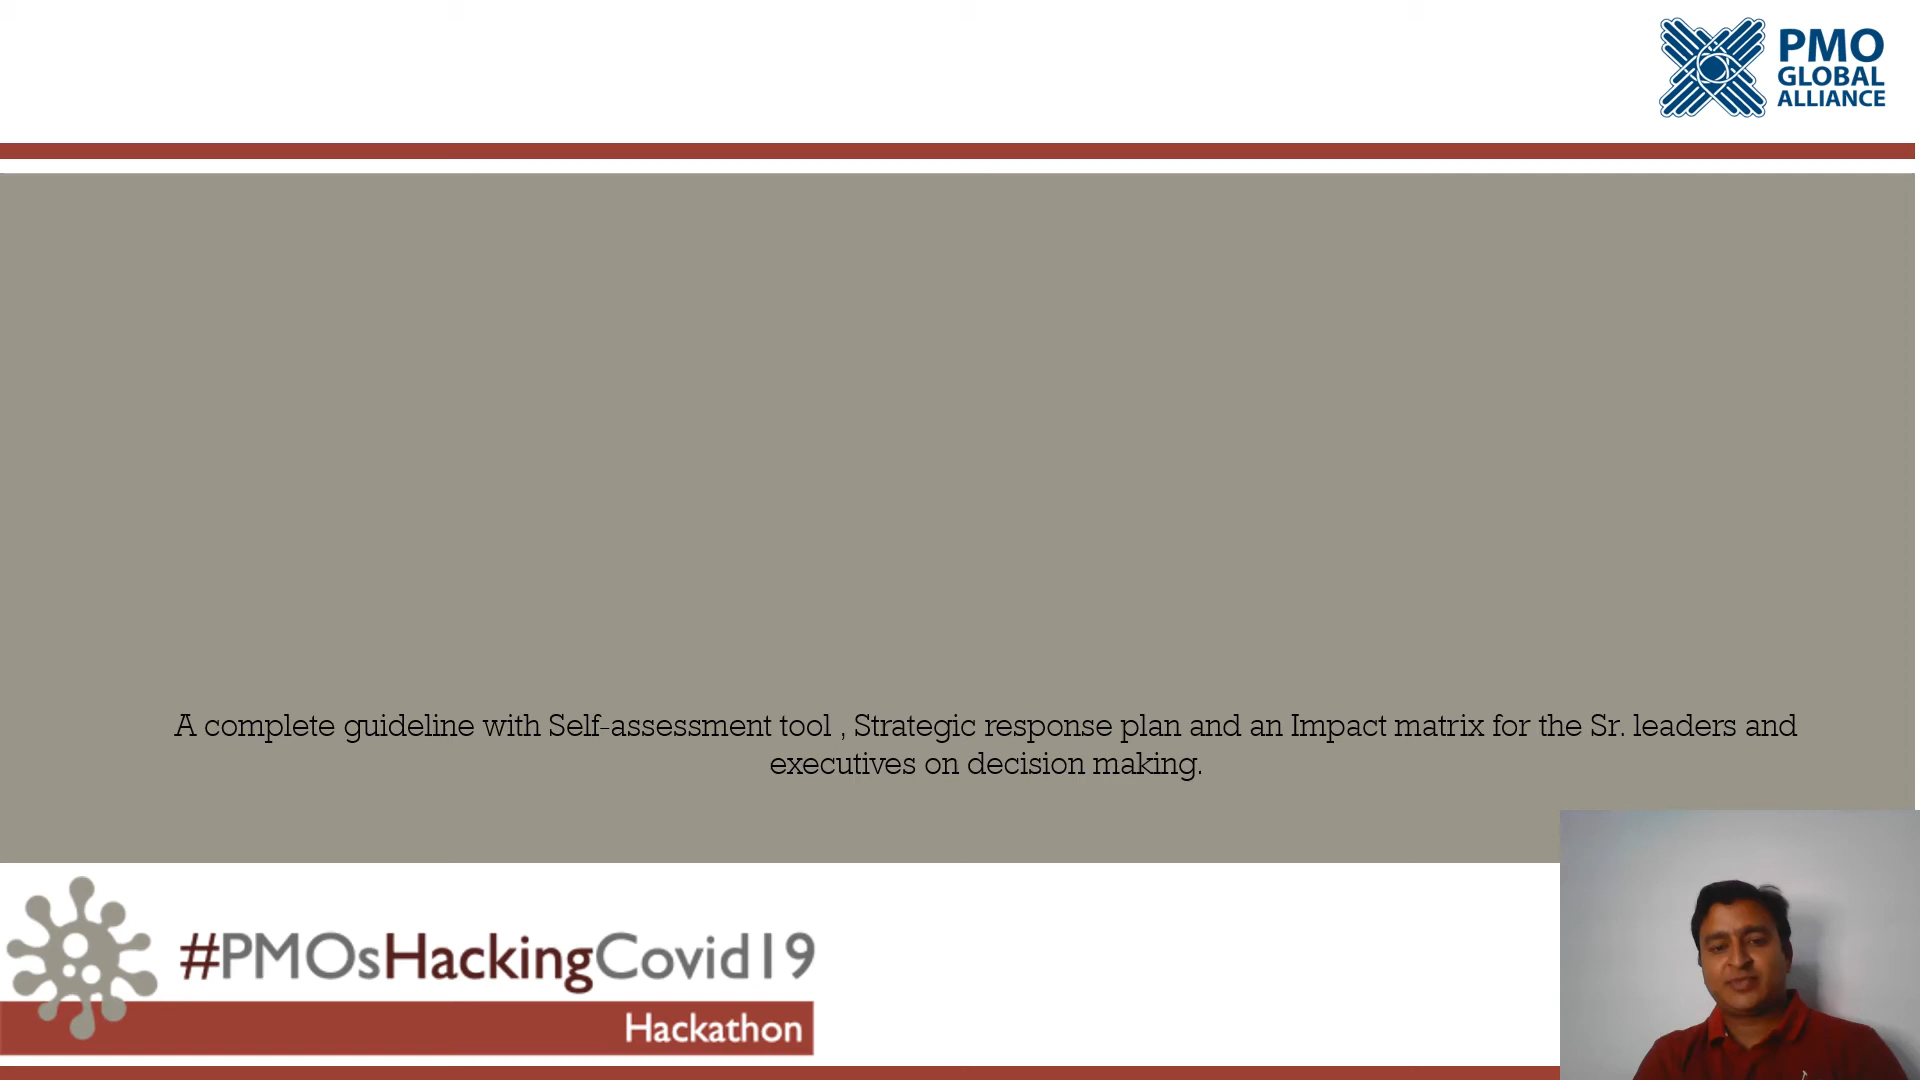 PMO
GLOBAL
ALLIANCE
A complete guideline with Self-assessment tool , Strategic response plan and an Impact matrix for the Sr. leaders and
executives on decision making.
#PMOsHackingCovid19
Hackathon